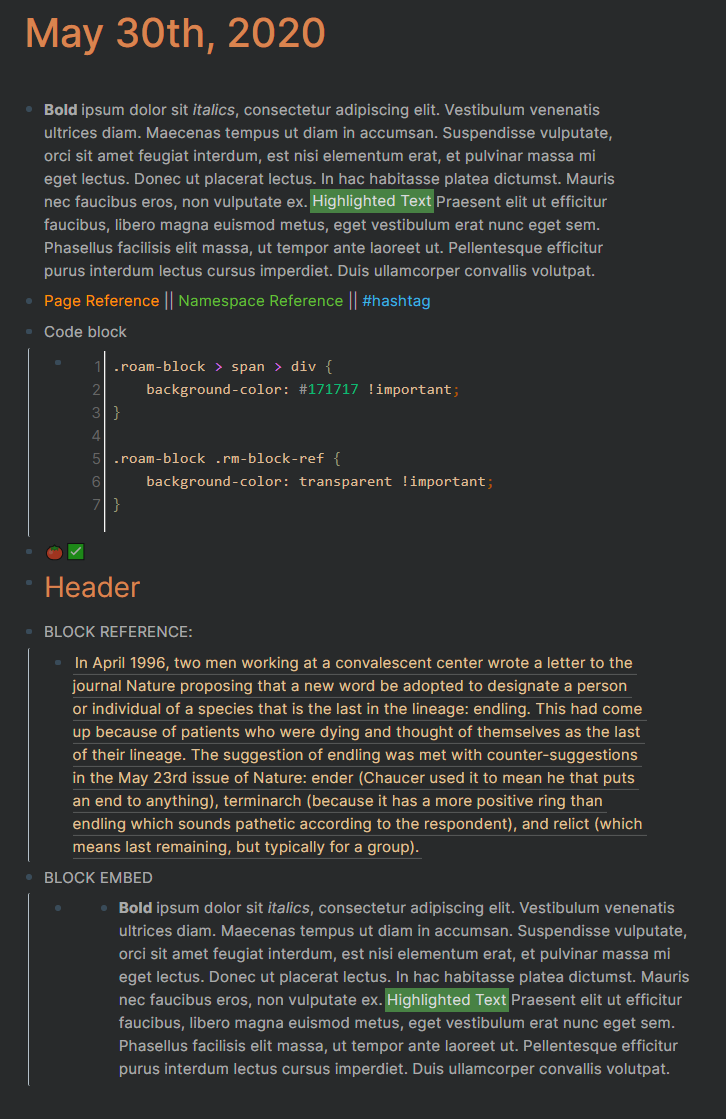 May 30th, 2020
Bold ipsum dolor sit italics, consectetur adipiscing elit. Vestibulum venenatis
ultrices diam. Maecenas tempus ut diam in accumsan. Suspendisse vulputate,
orci sit amet feugiat interdum, est nisi elementum erat, et pulvinar massa mi
eget lectus. Donec ut placerat lectus. In hac habitasse platea dictumst. Mauris
nec faucibus eros, non vulputate ex. Highlighted Text Praesent elit ut efficitur
faucibus, libero magna euismod metus, eget vestibulum erat nunc eget sem.
Phasellus facilisis elit massa, ut tempor ante laoreet ut. Pellentesque efficitur
purus interdum lectus cursus imperdiet. Duis ullamcorper convallis volutpat.
Page Reference || Namespace Reference || #hashtag
Code block
1 .roam-block > span > div {
2     background-color: #171717 !important;
3 }
4
5 .roam-block .rm-block-ref {
6     background-color: transparent !important;
7 }
🍅✅
Header
BLOCK REFERENCE:
In April 1996, two men working at a convalescent center wrote a letter to the
journal Nature proposing that a new word be adopted to designate a person
or individual of a species that is the last in the lineage: endling. This had come
up because of patients who were dying and thought of themselves as the last
of their lineage. The suggestion of endling was met with counter-suggestions
in the May 23rd issue of Nature: ender (Chaucer used it to mean he that puts
an end to anything), terminarch (because it has a more positive ring than
endling which sounds pathetic according to the respondent), and relict (which
means last remaining, but typically for a group).
BLOCK EMBED
Bold ipsum dolor sit italics, consectetur adipiscing elit. Vestibulum venenatis
ultrices diam. Maecenas tempus ut diam in accumsan. Suspendisse vulputate,
orci sit amet feugiat interdum, est nisi elementum erat, et pulvinar massa mi
eget lectus. Donec ut placerat lectus. In hac habitasse platea dictumst. Mauris
nec faucibus eros, non vulputate ex. Highlighted Text Praesent elit ut efficitur
faucibus, libero magna euismod metus, eget vestibulum erat nunc eget sem.
Phasellus facilisis elit massa, ut tempor ante laoreet ut. Pellentesque efficitur
purus interdum lectus cursus imperdiet. Duis ullamcorper convallis volutpat.